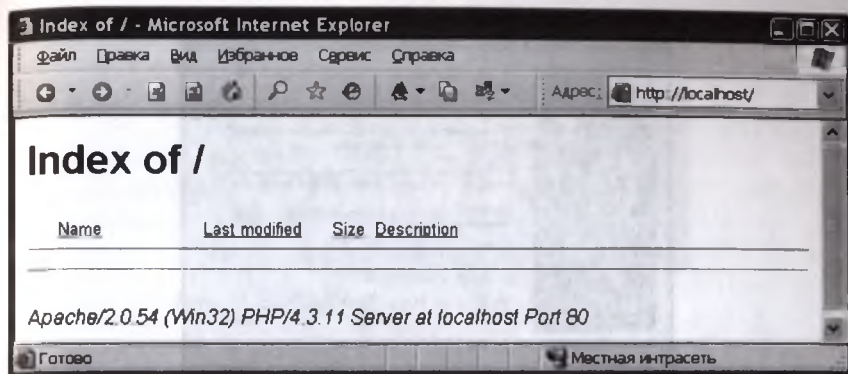 Index of / - Microsoft Internet Explorer
Файл Правка Вид Избранное Сервис Справка
Адрес: http://localhost/
Index of /
Name Last modified Size Description
Apache/2.0.54 (Win32) PHP/4.3.11 Server at localhost Port 80
Готово Местная интрасеть